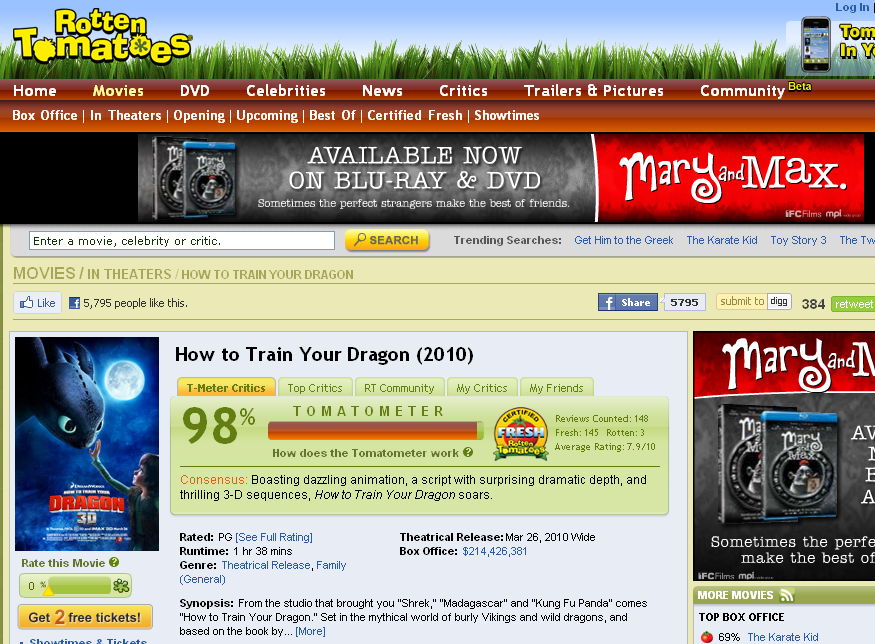 Log In |
Rotten
Tomatoes
Home Movies DVD Celebrities News Critics Trailers & Pictures Community Beta
Box Office | In Theaters | Opening | Upcoming | Best Of | Certified Fresh | Showtimes
AVAILABLE NOW
ON BLU-RAY & DVD
Sometimes the perfect strangers make the best of friends.
Mary and Max.
IFC Films mpi
Enter a movie, celebrity or critic.
SEARCH
Trending Searches: Get Him to the Greek The Karate Kid Toy Story 3 The Tw
MOVIES / IN THEATERS / HOW TO TRAIN YOUR DRAGON
Like 5,795 people like this.
Share 5795 submit to digg 384 retweet
How to Train Your Dragon (2010)
T-Meter Critics Top Critics RT Community My Critics My Friends
98%
TOMATOMETER
How does the Tomatometer work ?
CERTIFIED
FRESH
Rotten
Tomatoes
Reviews Counted: 148
Fresh: 145 Rotten: 3
Average Rating: 7.9/10
Consensus: Boasting dazzling animation, a script with surprising dramatic depth, and
thrilling 3-D sequences, How to Train Your Dragon soars.
DREAMWORKS
HOW TO TRAIN YOUR
DRAGON
3D
Rate this Movie ?
0 %
Get 2 free tickets!
Showtimes & Tickets
Rated: PG [See Full Rating]
Runtime: 1 hr 38 mins
Genre: Theatrical Release, Family
(General)
Theatrical Release: Mar 26, 2010 Wide
Box Office: $214,426,381
Synopsis: From the studio that brought you "Shrek," "Madagascar" and "Kung Fu Panda" comes
"How to Train Your Dragon." Set in the mythical world of burly Vikings and wild dragons, and
based on the book by... [More]
Mary and M
Mary and Max.
Sometimes the perfe
make the best of
IFC Films mpi
MORE MOVIES
TOP BOX OFFICE
69% The Karate Kid